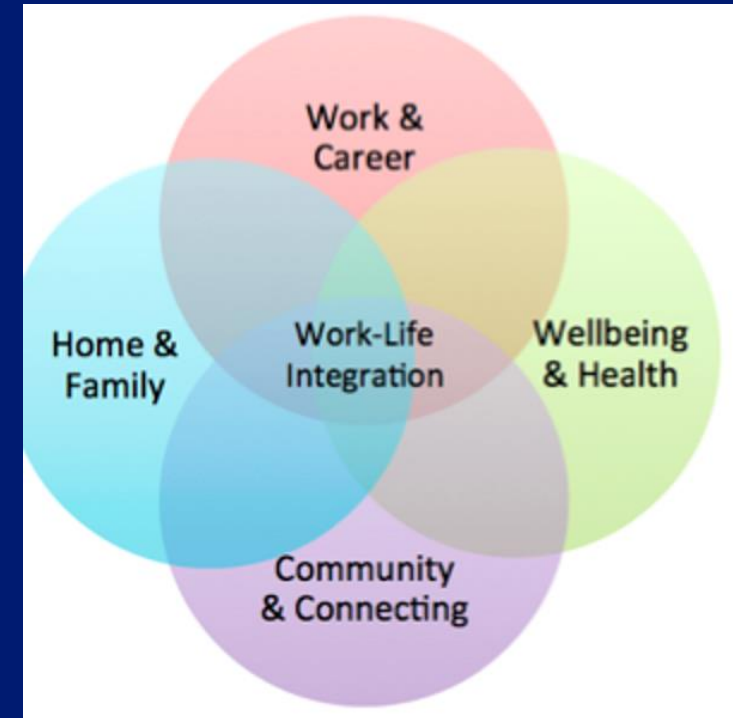 Work &
Career
Home &
Family
Work-Life
Integration
Wellbeing
& Health
Community
& Connecting